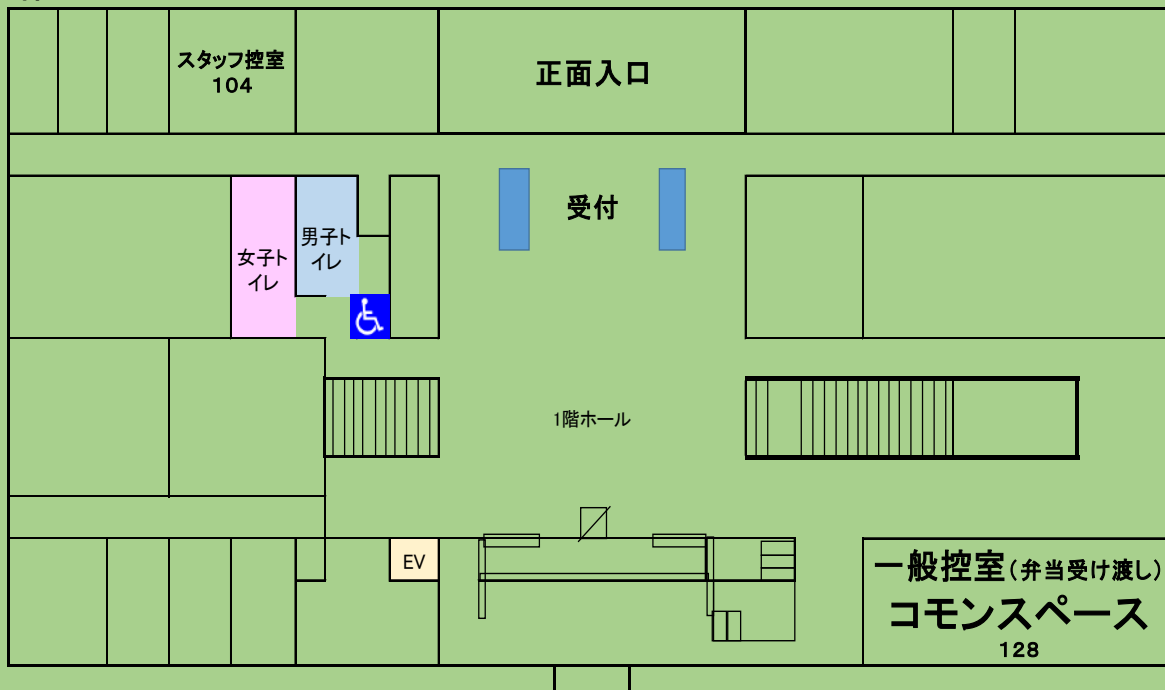 スタッフ控室
104
正面入口
受付
男子ト
イレ
女子ト
イレ
1階ホール
EV
一般控室(弁当受け渡し)
コモンスペース
128